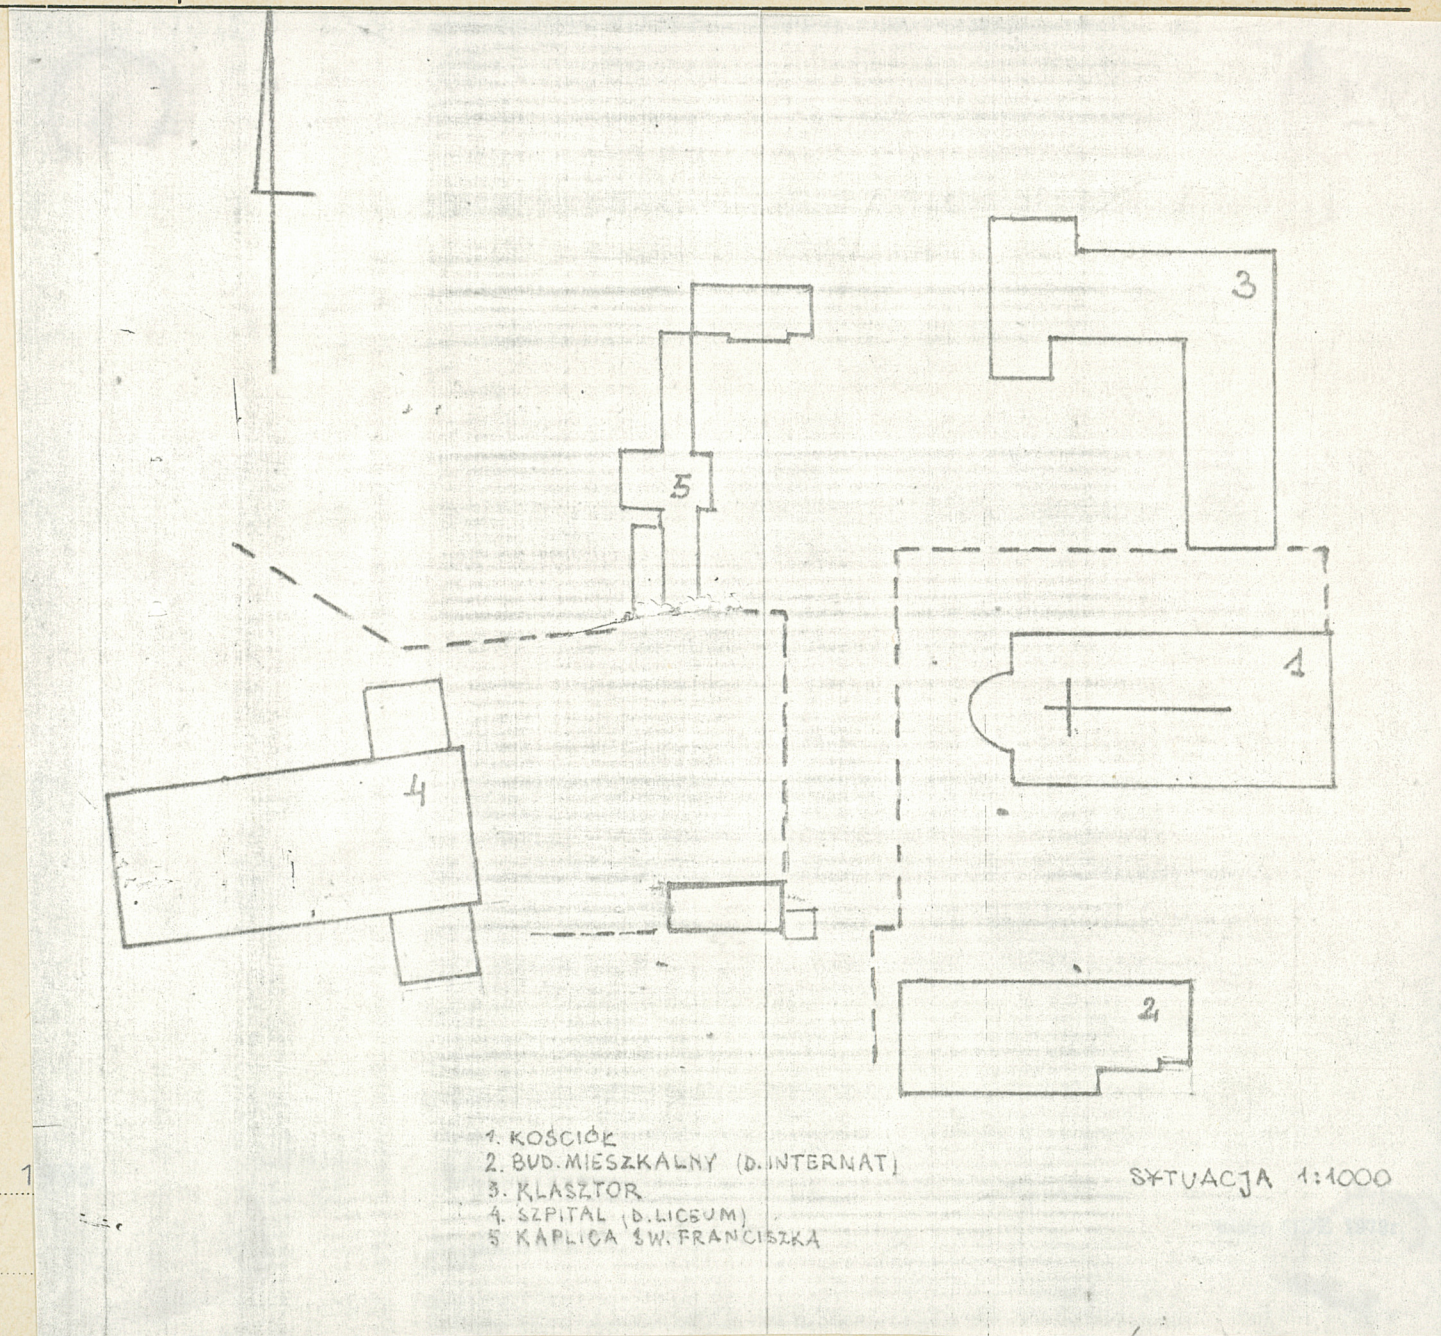 3
5
1
4
2
1. KOŚCIÓŁ
2. BUD. MIESZKALNY (D. INTERNAT)
3. KLASZTOR
4. SZPITAL (D. LICEUM)
5 KAPLICA ŚW. FRANCISZKA
SYTUACJA 1:1000
1